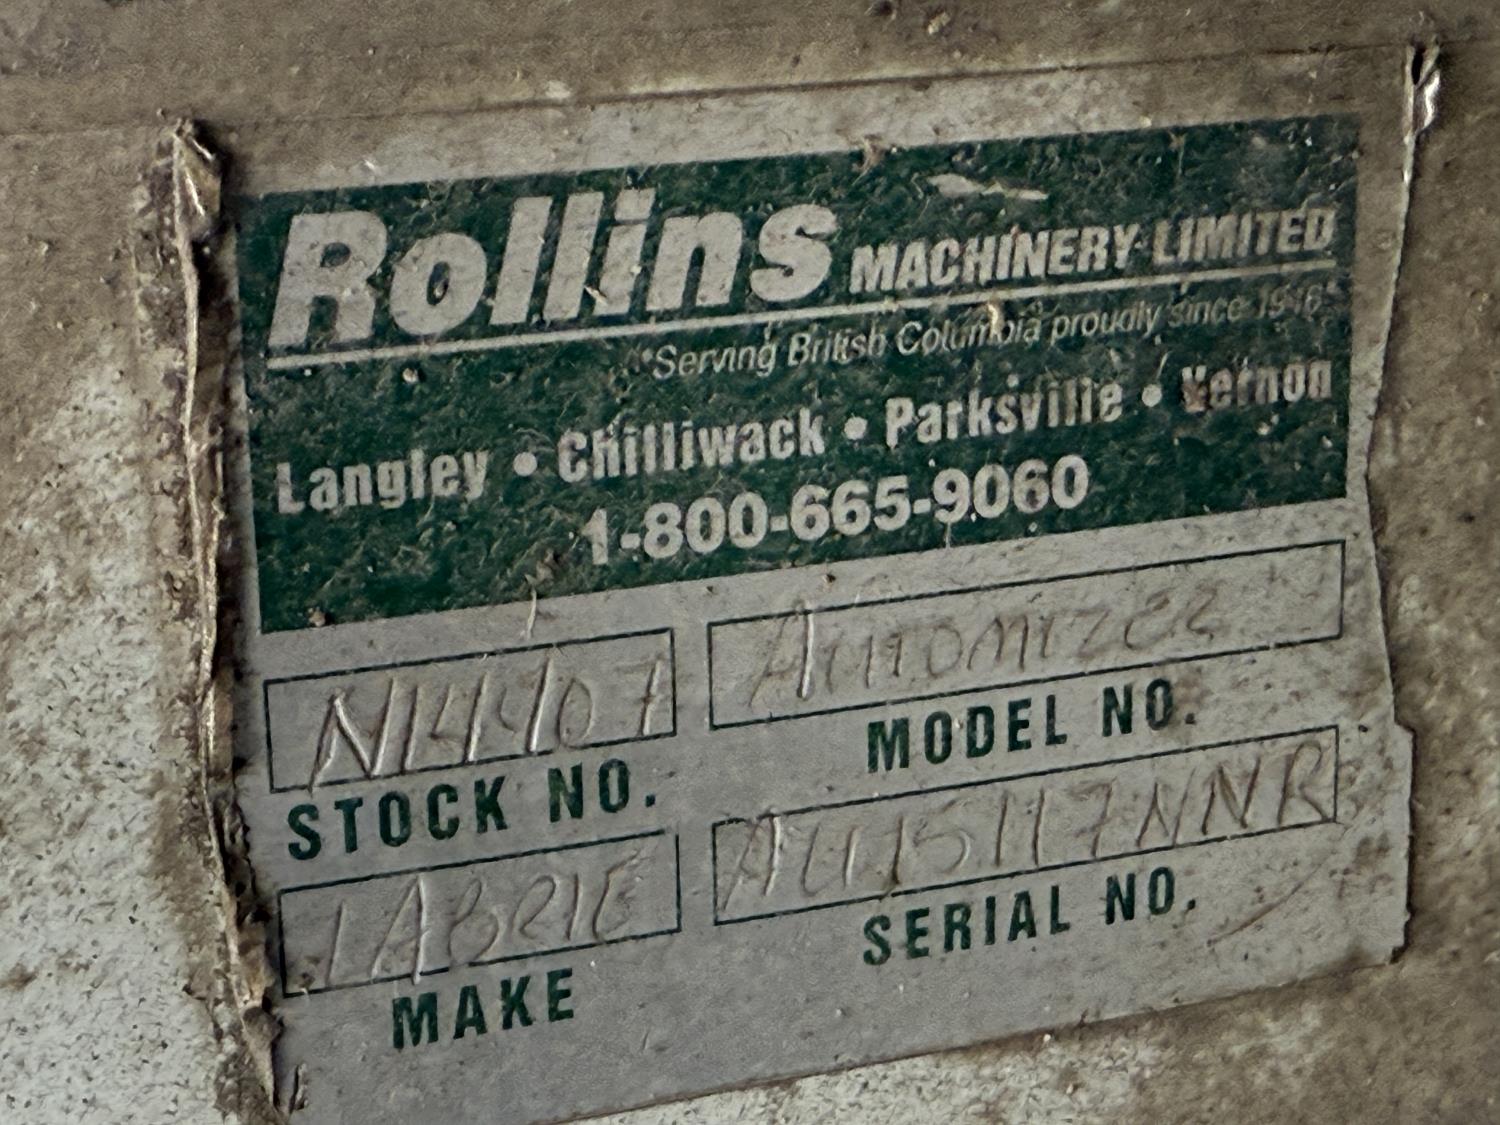 Rollins MACHINERY LIMITED
"Serving British Columbia proudly since 1946"
Langley • Chilliwack • Parksville • Vernon
1-800-665-9060
N14407
STOCK NO.
AUTOMIZER
MODEL NO.
LABRIE
MAKE
SERIAL NO.